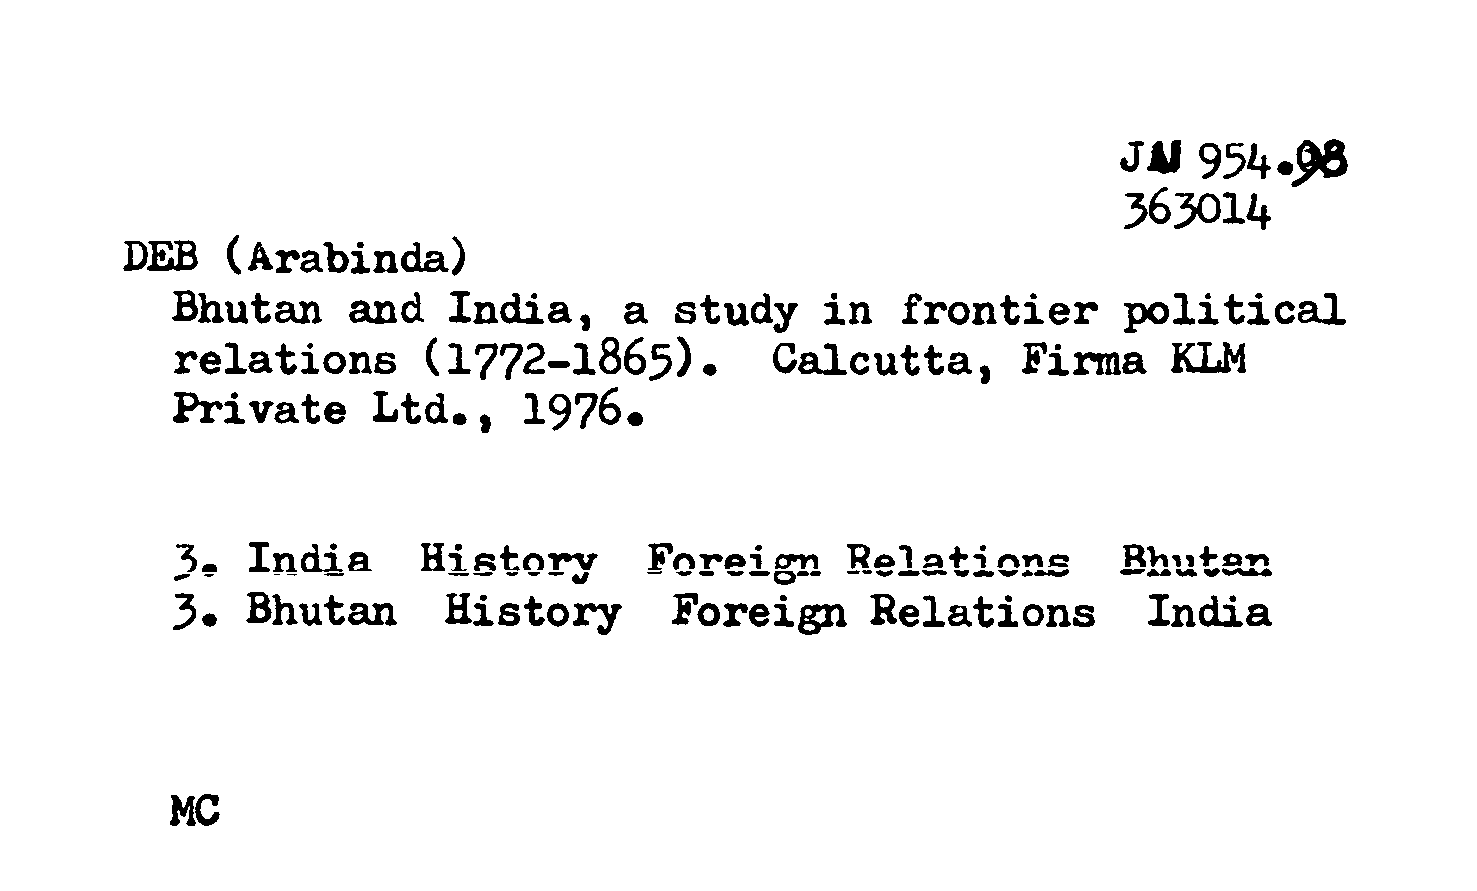 JN 954.98
363014
DEB (Arabinda)
Bhutan and India, a study in frontier political
relations (1772-1865). Calcutta, Firma KLM
Private Ltd., 1976.
3. India History Foreign Relations Bhutan
3. Bhutan History Foreign Relations India
MC